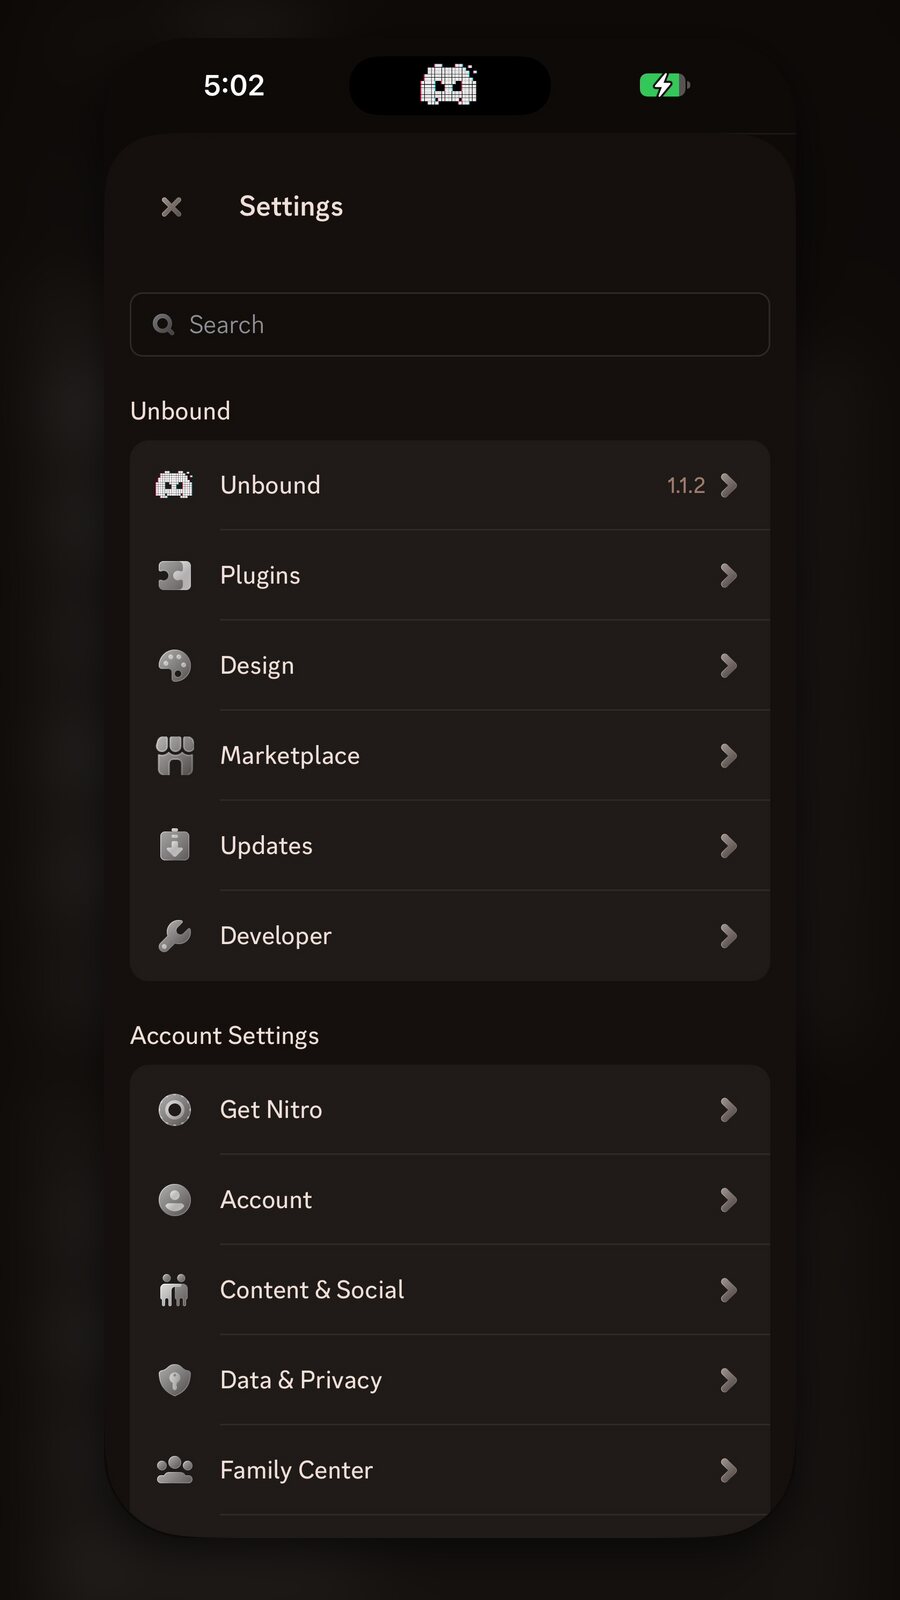 5:02
Settings
Search
Unbound
Unbound 1.1.2
Plugins
Design
Marketplace
Updates
Developer
Account Settings
Get Nitro
Account
Content & Social
Data & Privacy
Family Center